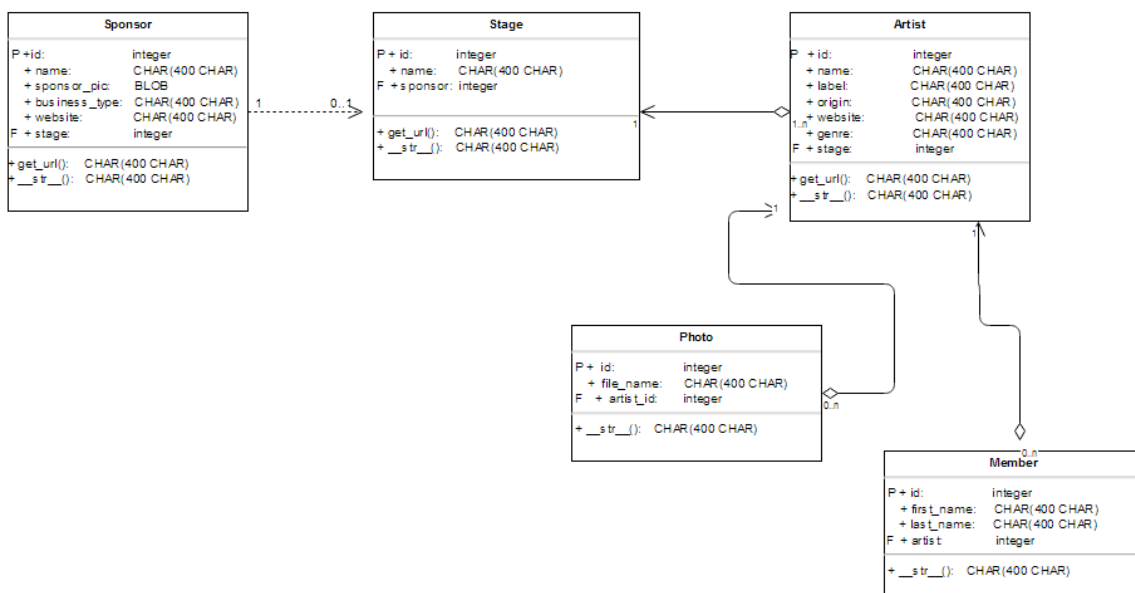 Sponsor
P +id: integer
+ name: CHAR(400 CHAR)
+ sponsor_pic: BLOB
+ business_type: CHAR(400 CHAR)
+ website: CHAR(400 CHAR)
F + stage: integer
+ get_url(): CHAR(400 CHAR)
+ __str__(): CHAR(400 CHAR)
1
0..1
Stage
P + id: integer
+ name: CHAR(400 CHAR)
F +sponsor: integer
+ get_url(): CHAR(400 CHAR)
+ __str__(): CHAR(400 CHAR)
1
1..n
Artist
P + id: integer
+ name: CHAR(400 CHAR)
+ label: CHAR(400 CHAR)
+ origin: CHAR(400 CHAR)
+ website: CHAR(400 CHAR)
+ genre: CHAR(400 CHAR)
F + stage: integer
+ get_url(): CHAR(400 CHAR)
+ __str__(): CHAR(400 CHAR)
1
1
Photo
P + id: integer
+ file_name: CHAR(400 CHAR)
F + artist_id: integer
+ __str__(): CHAR(400 CHAR)
0..n
0..n
Member
P + id: integer
+ first_name: CHAR(400 CHAR)
+ last_name: CHAR(400 CHAR)
F + artist: integer
+ __str__(): CHAR(400 CHAR)